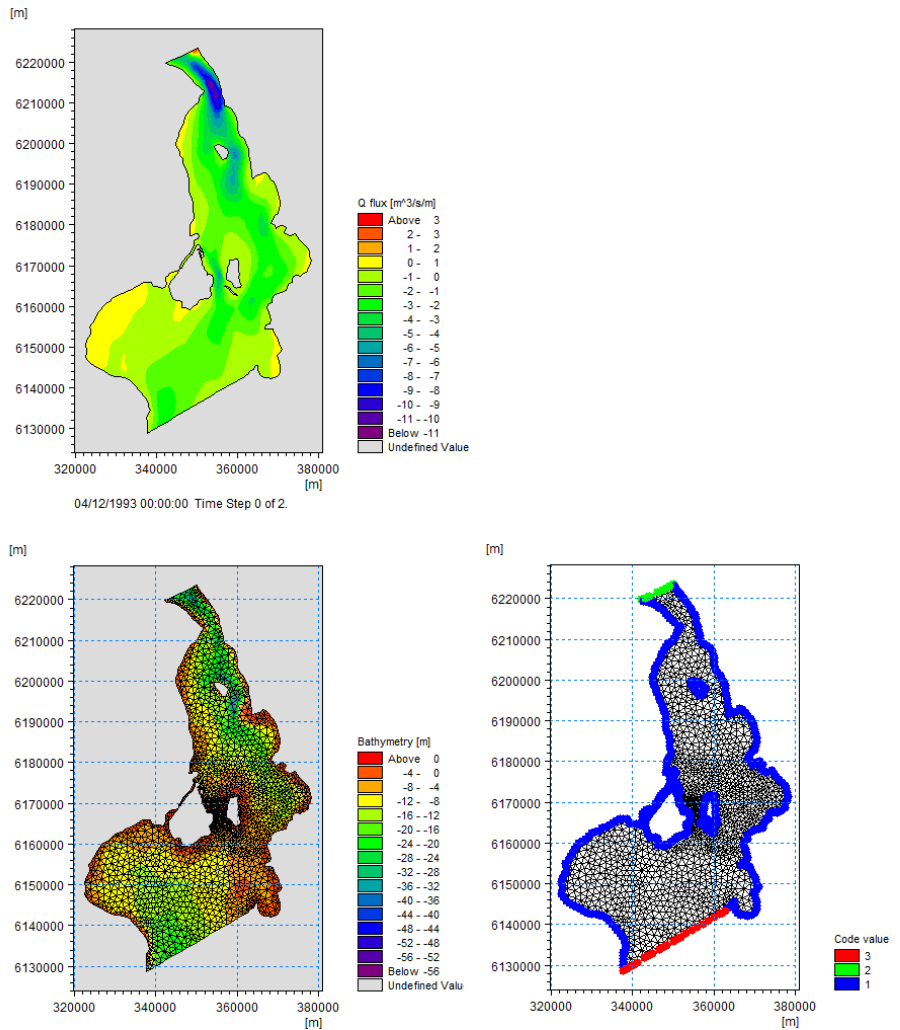 [m]
6220000
6210000
6200000
6190000
6180000
6170000
6160000
6150000
6140000
6130000
320000 340000 360000 380000
[m]
Q flux [m^3/s/m]
Above 3
2 - 3
1 - 2
0 - 1
-1 - 0
-2 - -1
-3 - -2
-4 - -3
-5 - -4
-6 - -5
-7 - -6
-8 - -7
-9 - -8
-10 - -9
-11 - -10
Below -11
Undefined Value
04/12/1993 00:00:00 Time Step 0 of 2.
[m]
6220000
6210000
6200000
6190000
6180000
6170000
6160000
6150000
6140000
6130000
320000 340000 360000 380000
[m]
Bathymetry [m]
Above 0
-4 - 0
-8 - -4
-12 - -8
-16 - -12
-20 - -16
-24 - -20
-28 - -24
-32 - -28
-36 - -32
-40 - -36
-44 - -40
-48 - -44
-52 - -48
-56 - -52
Below -56
Undefined Valu
[m]
6220000
6210000
6200000
6190000
6180000
6170000
6160000
6150000
6140000
6130000
320000 340000 360000 380000
[m]
Code value
3
2
1